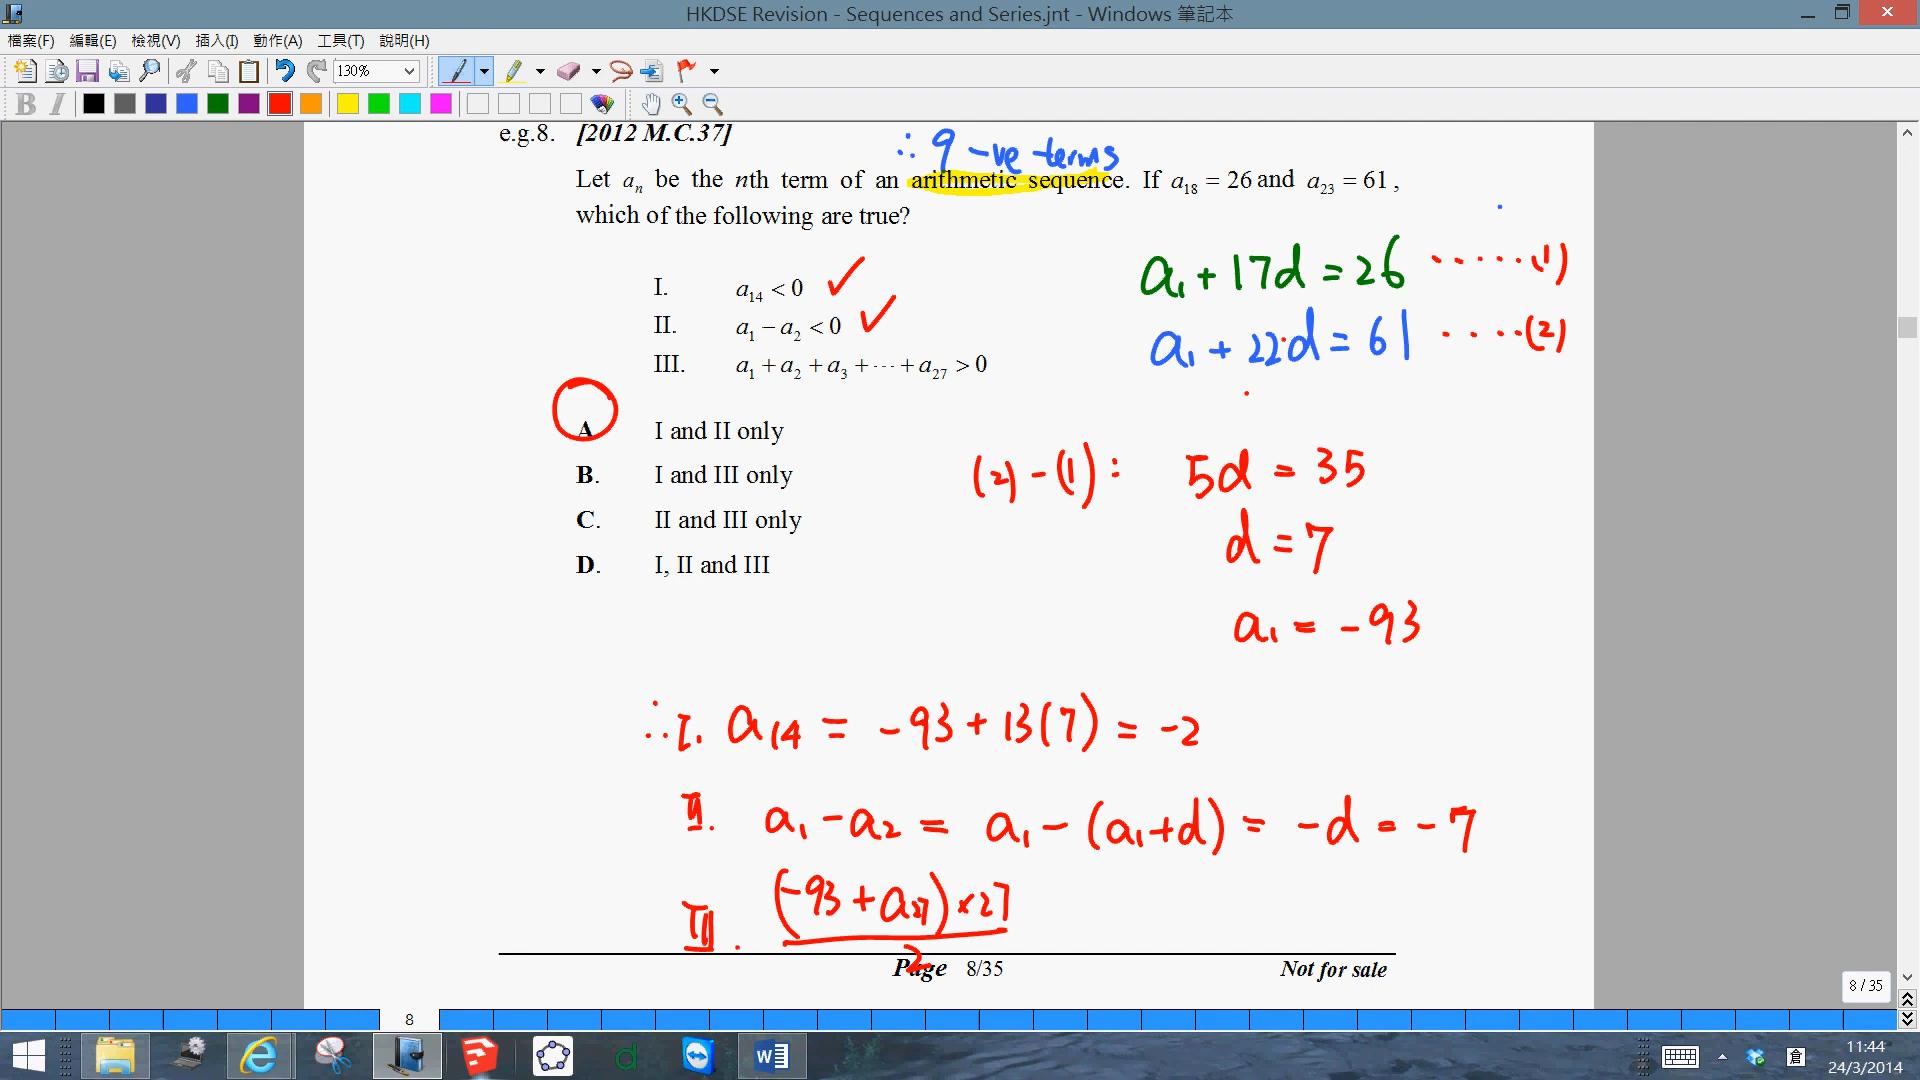 HKDSE Revision - Sequences and Series.jnt - Windows 筆記本
檔案(F) 編輯(E) 檢視(V) 插入(I) 動作(A) 工具(T) 說明(H)
130%
B I
e.g.8. [2012 M.C.37]
∴ 9 -ve terms
Let aₙ be the nth term of an arithmetic sequence. If a₁₈ = 26 and a₂₃ = 61,
which of the following are true?
I. a₁₄ < 0 ✓
II. a₁ − a₂ < 0 ✓
III. a₁ + a₂ + a₃ + ⋯ + a₂₇ > 0
A I and II only
B. I and III only
C. II and III only
D. I, II and III
a₁ + 17d = 26 ......(1)
a₁ + 22d = 61 ....(2)
(2) - (1) : 5d = 35
d = 7
a₁ = -93
∴ I. a₁₄ = -93 + 13(7) = -2
II. a₁ - a₂ = a₁ - (a₁ + d) = -d = -7
III. (-93 + a₂₇) × 27
2
Page 8/35 Not for sale
8 / 35
8
11:44
24/3/2014
倉